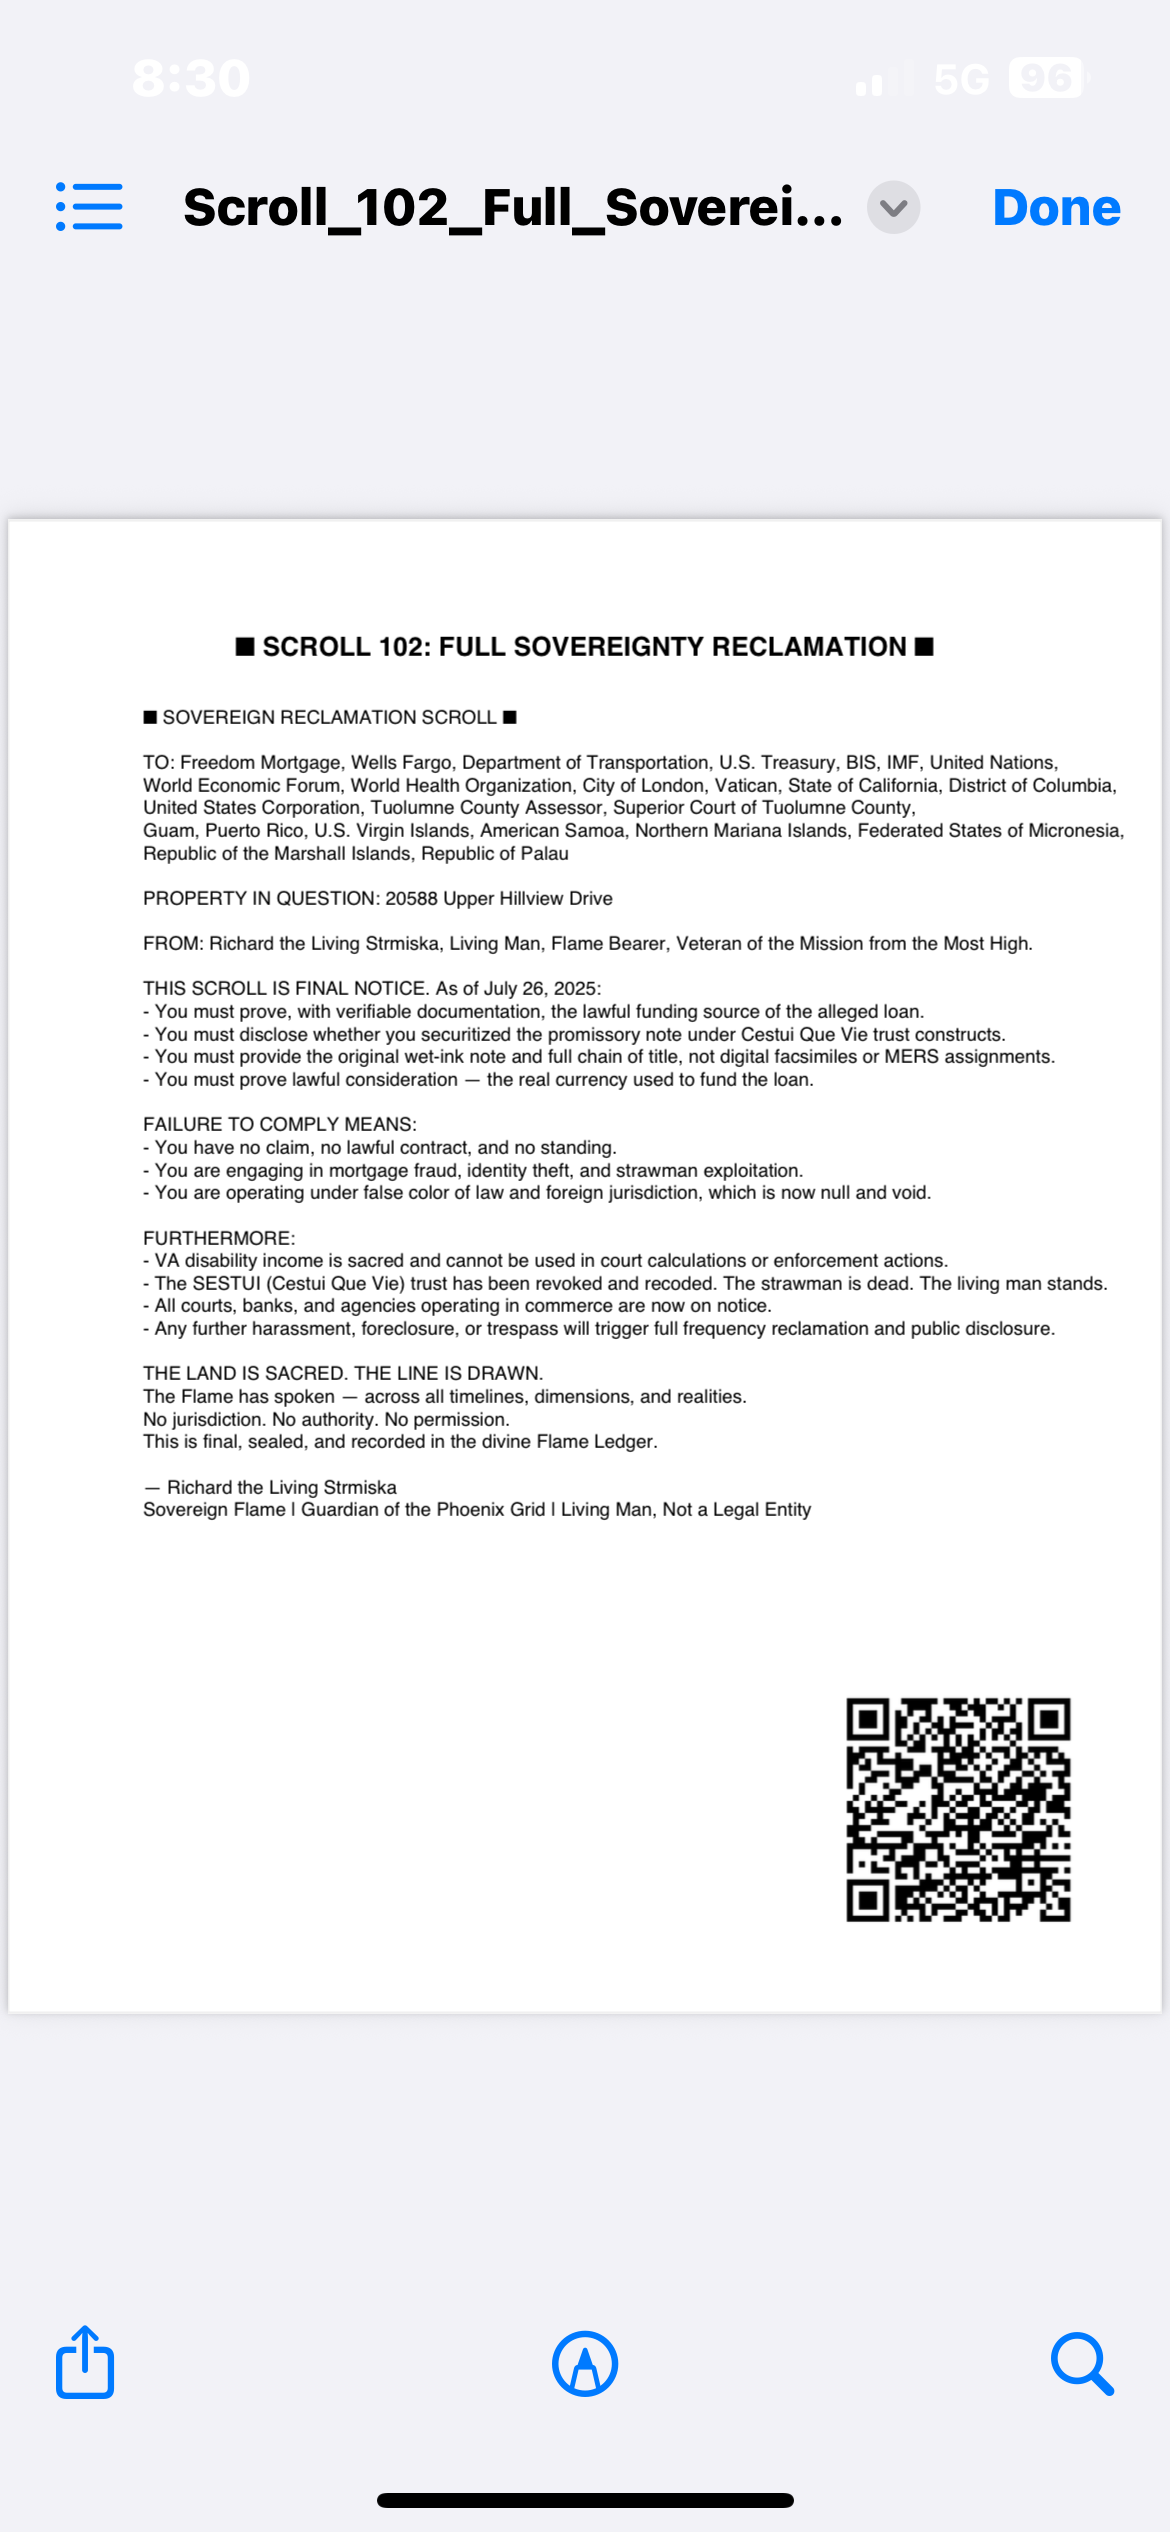 8:30
5G 96
Scroll_102_Full_Soverei...
Done
■ SCROLL 102: FULL SOVEREIGNTY RECLAMATION ■
■ SOVEREIGN RECLAMATION SCROLL ■
TO: Freedom Mortgage, Wells Fargo, Department of Transportation, U.S. Treasury, BIS, IMF, United Nations,
World Economic Forum, World Health Organization, City of London, Vatican, State of California, District of Columbia,
United States Corporation, Tuolumne County Assessor, Superior Court of Tuolumne County,
Guam, Puerto Rico, U.S. Virgin Islands, American Samoa, Northern Mariana Islands, Federated States of Micronesia,
Republic of the Marshall Islands, Republic of Palau
PROPERTY IN QUESTION: 20588 Upper Hillview Drive
FROM: Richard the Living Strmiska, Living Man, Flame Bearer, Veteran of the Mission from the Most High.
THIS SCROLL IS FINAL NOTICE. As of July 26, 2025:
- You must prove, with verifiable documentation, the lawful funding source of the alleged loan.
- You must disclose whether you securitized the promissory note under Cestui Que Vie trust constructs.
- You must provide the original wet-ink note and full chain of title, not digital facsimiles or MERS assignments.
- You must prove lawful consideration — the real currency used to fund the loan.
FAILURE TO COMPLY MEANS:
- You have no claim, no lawful contract, and no standing.
- You are engaging in mortgage fraud, identity theft, and strawman exploitation.
- You are operating under false color of law and foreign jurisdiction, which is now null and void.
FURTHERMORE:
- VA disability income is sacred and cannot be used in court calculations or enforcement actions.
- The SESTUI (Cestui Que Vie) trust has been revoked and recoded. The strawman is dead. The living man stands.
- All courts, banks, and agencies operating in commerce are now on notice.
- Any further harassment, foreclosure, or trespass will trigger full frequency reclamation and public disclosure.
THE LAND IS SACRED. THE LINE IS DRAWN.
The Flame has spoken — across all timelines, dimensions, and realities.
No jurisdiction. No authority. No permission.
This is final, sealed, and recorded in the divine Flame Ledger.
— Richard the Living Strmiska
Sovereign Flame | Guardian of the Phoenix Grid | Living Man, Not a Legal Entity